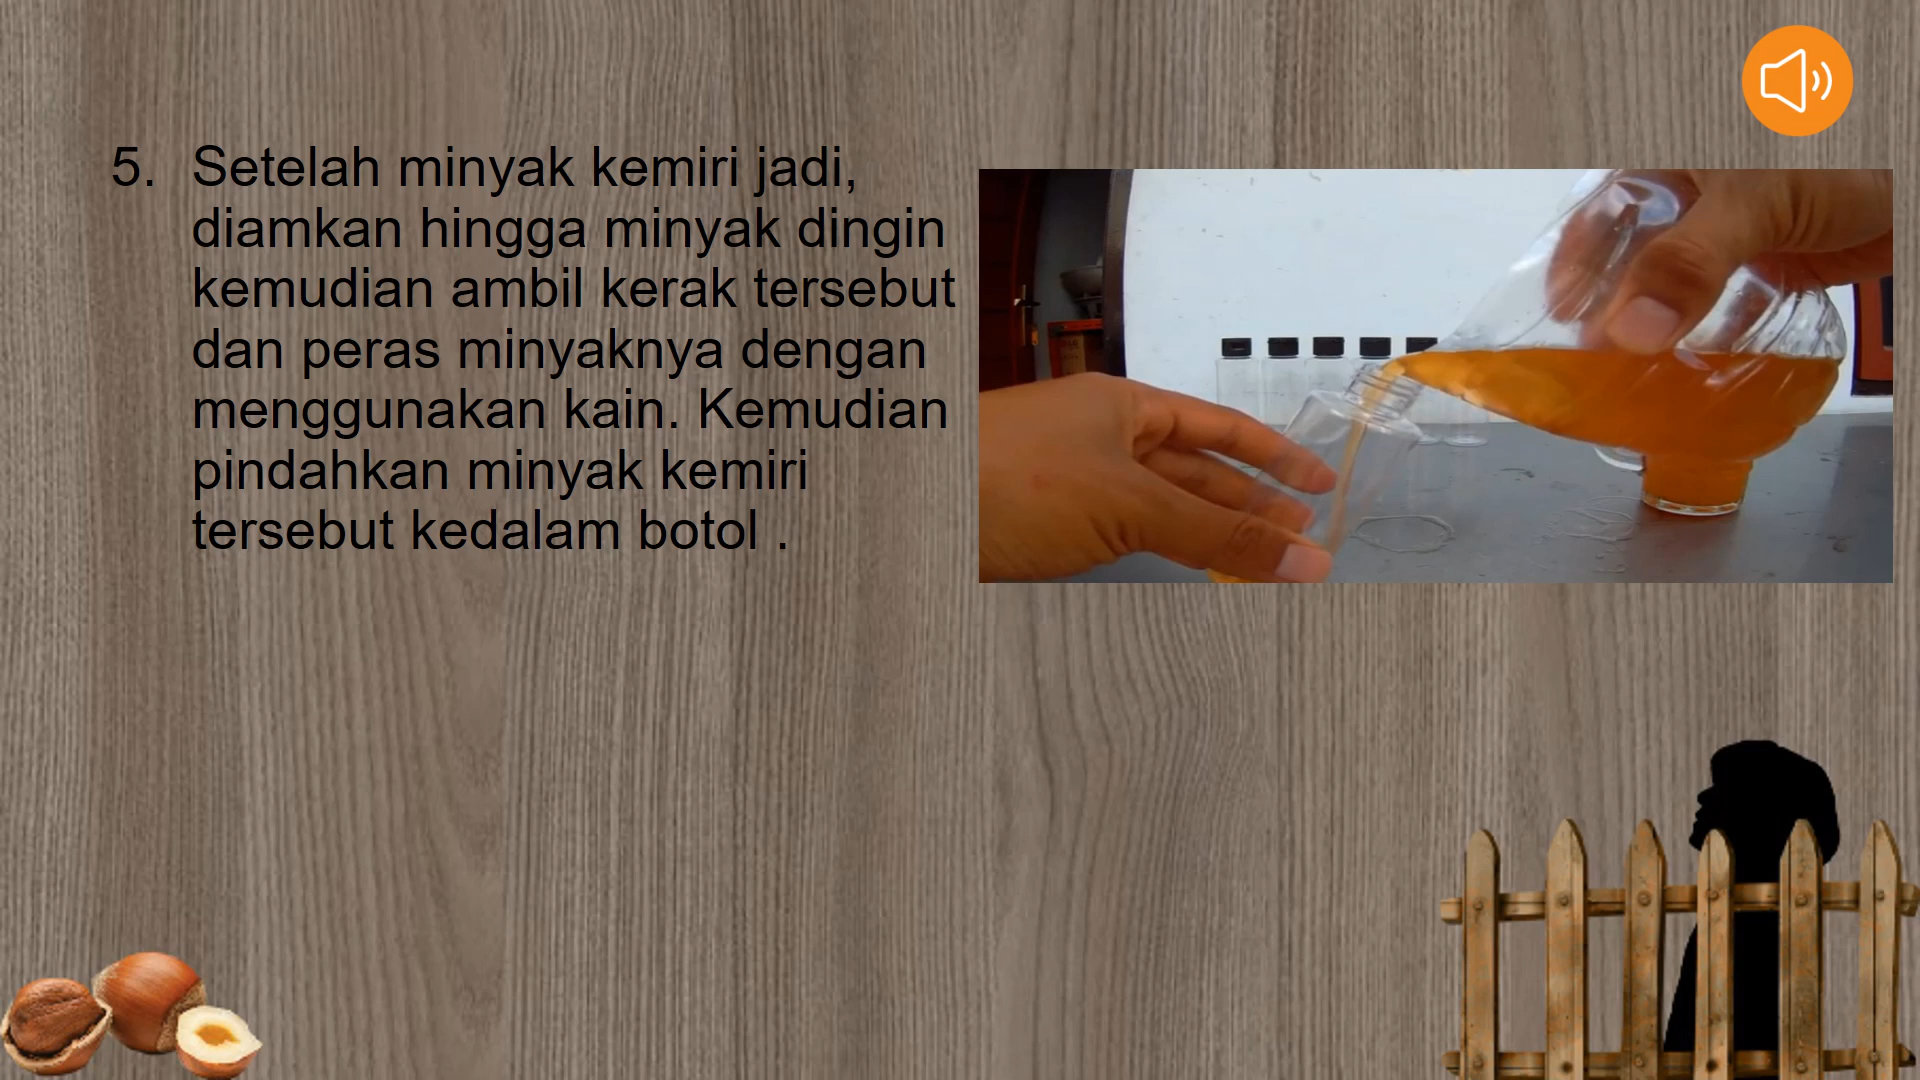 5. Setelah minyak kemiri jadi,
diamkan hingga minyak dingin
kemudian ambil kerak tersebut
dan peras minyaknya dengan
menggunakan kain. Kemudian
pindahkan minyak kemiri
tersebut kedalam botol .